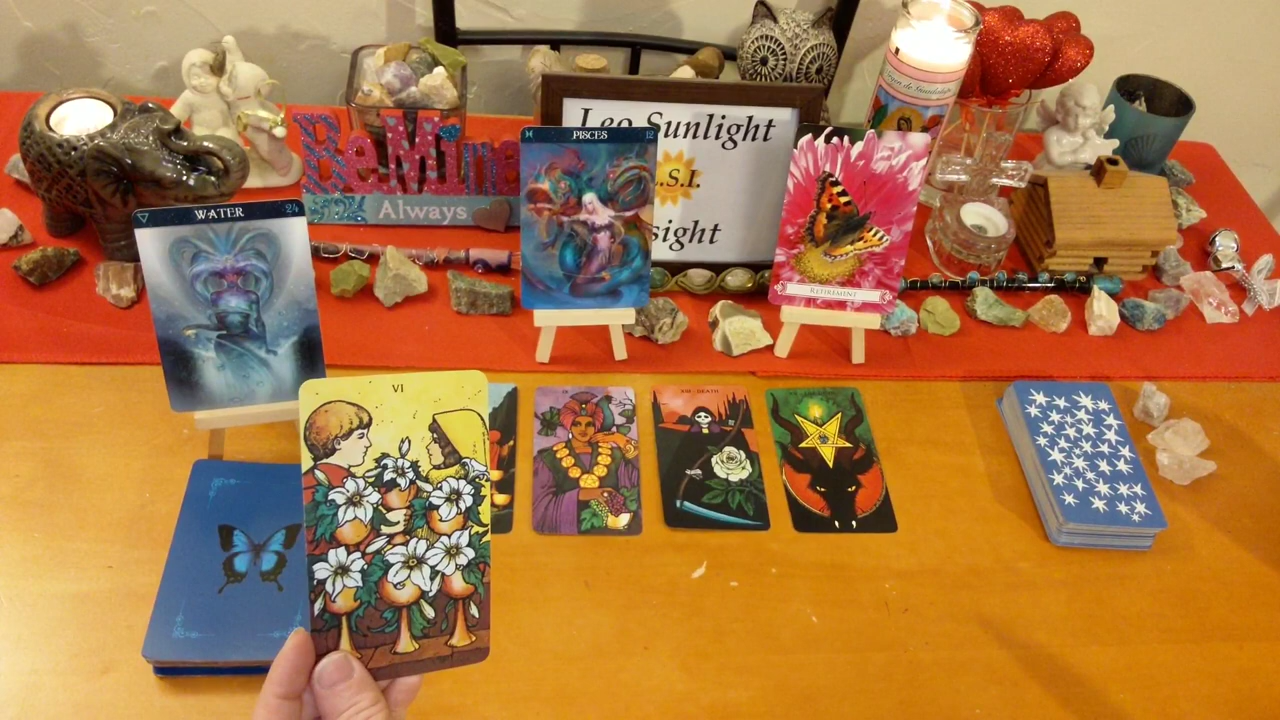 Leo Sunlight
.S.I.
sight
BeMine
Always
PISCES 12
WATER 24
RETIREMENT
VI
XIII - DEATH